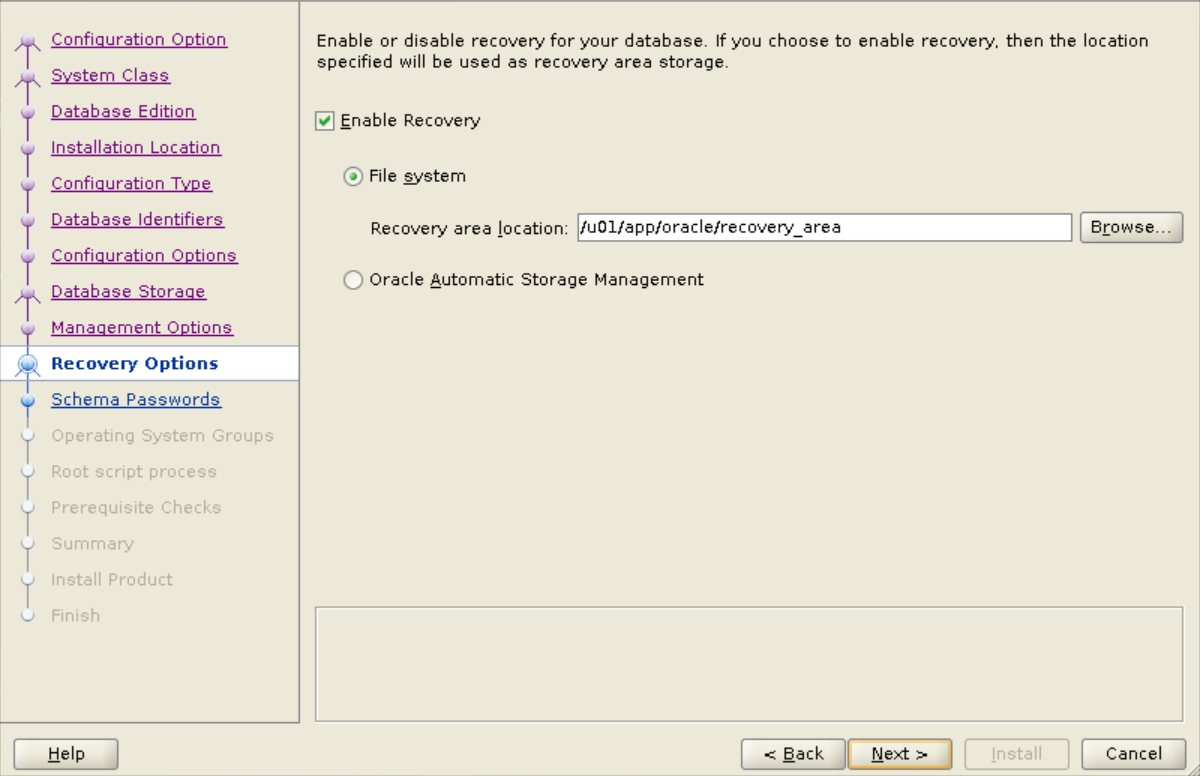 Configuration Option
System Class
Database Edition
Installation Location
Configuration Type
Database Identifiers
Configuration Options
Database Storage
Management Options
Recovery Options
Schema Passwords
Operating System Groups
Root script process
Prerequisite Checks
Summary
Install Product
Finish
Enable or disable recovery for your database. If you choose to enable recovery, then the location
specified will be used as recovery area storage.
Enable Recovery
File system
Recovery area location: /u01/app/oracle/recovery_area Browse...
Oracle Automatic Storage Management
Help < Back Next > Install Cancel